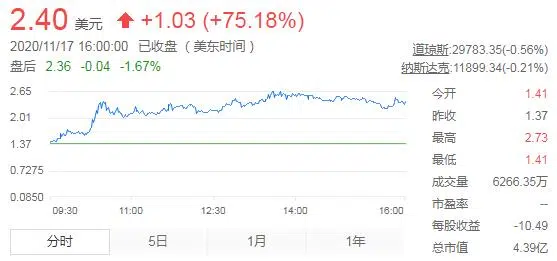 2.40 美元 +1.03 (+75.18%)
2020/11/17 16:00:00 已收盘 （美东时间）
盘后 2.36 -0.04 -1.67%
道琼斯:29783.35(-0.56%)
纳斯达克:11899.34(-0.21%)
2.65
2.01
1.37
0.7275
0.0850
09:30 11:00 12:30 14:00 16:00
分时 5日 1月 1年
今开 1.41
昨收 1.37
最高 2.73
最低 1.41
成交量 6266.35万
市盈率 --
每股收益 -10.49
总市值 4.39亿